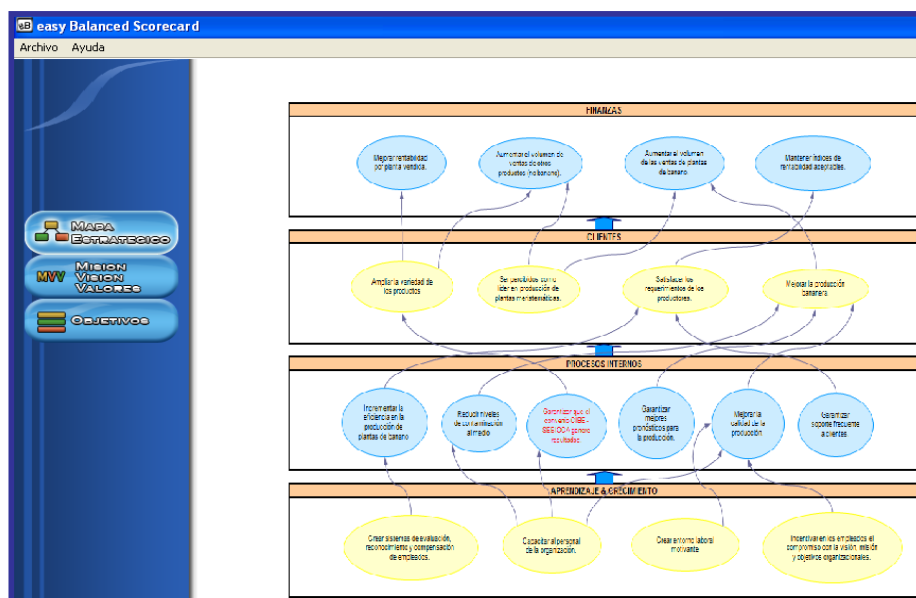 easy Balanced Scorecard
Archivo Ayuda
MAPA
ESTRATEGICO
MVV
MISION
VISION
VALORES
OBJETIVOS
FINANZAS
Mejorar rentabilidad
por planta vendida.
Aumentar el volumen de
ventas de otros
productos (no banano).
Aumentar el volumen
de las ventas de plantas
de banano
Mantener índices de
rentabilidad aceptables.
CLIENTES
Ampliar la variedad de
los productos
Ser percibidos como
líder en producción de
plantas meristemáticas.
Satisfacer los
requerimientos de los
productores.
Mejorar la producción
bananera
PROCESOS INTERNOS
Incrementar la
eficiencia en la
producción de
plantas de banano
Reducir niveles
de contaminación
al medio
Garantizar que el
convenio CIBE -
genere
resultados.
Garantizar
mejores
pronósticos para
la producción.
Mejorar la
calidad de la
producción
Garantizar
soporte frecuente
a clientes.
APRENDIZAJE & CRECIMIENTO
Crear sistemas de evaluación,
reconocimiento y compensación
de empleados.
Capacitar al personal
de la organización.
Crear entorno laboral
motivante
Incentivar en los empleados el
compromiso con la visión, misión
y objetivos organizacionales.